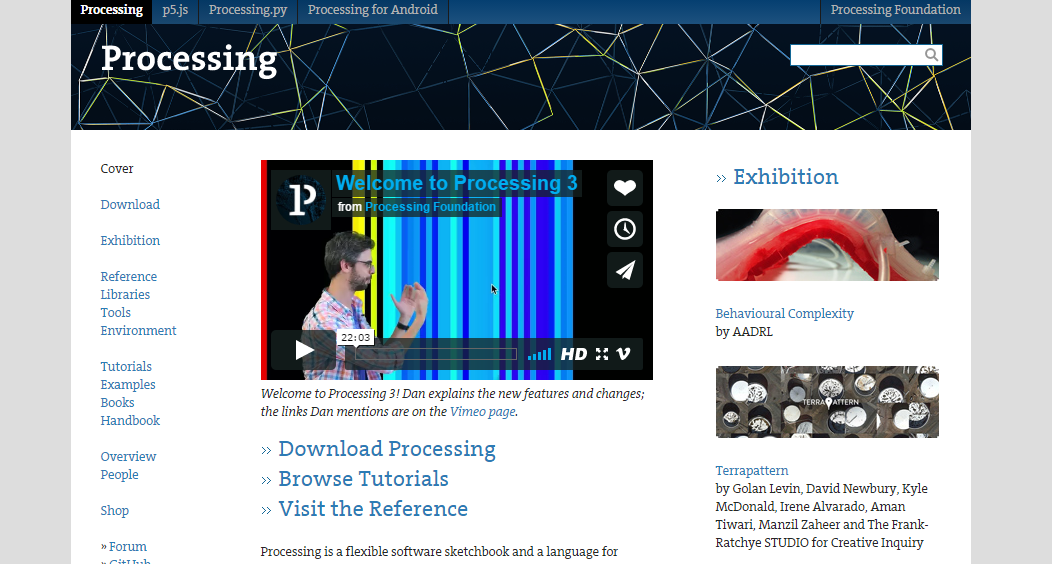 Processing
p5.js
Processing.py
Processing for Android
Processing Foundation
Processing
Cover
Download
Exhibition
Reference
Libraries
Tools
Environment
Tutorials
Examples
Books
Handbook
Overview
People
Shop
» Forum
» GitHub
P
Welcome to Processing 3
from Processing Foundation
22:03
HD
Welcome to Processing 3! Dan explains the new features and changes;
the links Dan mentions are on the Vimeo page.
» Download Processing
» Browse Tutorials
» Visit the Reference
Processing is a flexible software sketchbook and a language for
» Exhibition
Behavioural Complexity
by AADRL
TERRAPATTERN
Terrapattern
by Golan Levin, David Newbury, Kyle
McDonald, Irene Alvarado, Aman
Tiwari, Manzil Zaheer and The Frank-
Ratchye STUDIO for Creative Inquiry